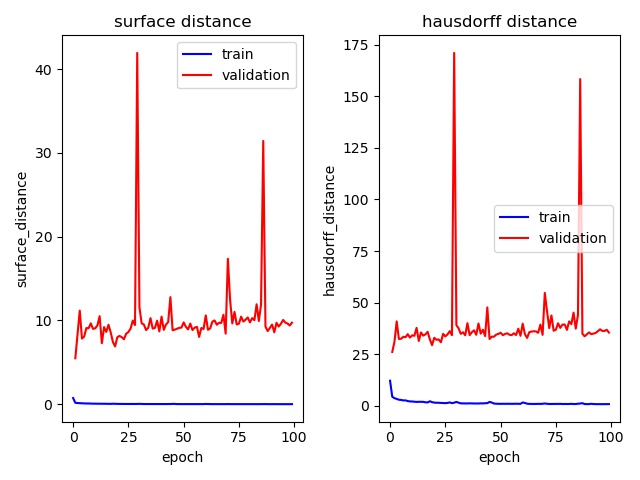 surface distance
train
validation
40
30
20
10
0
surface_distance
0 25 50 75 100
epoch
hausdorff distance
train
validation
175
150
125
100
75
50
25
0
hausdorff_distance
0 25 50 75 100
epoch